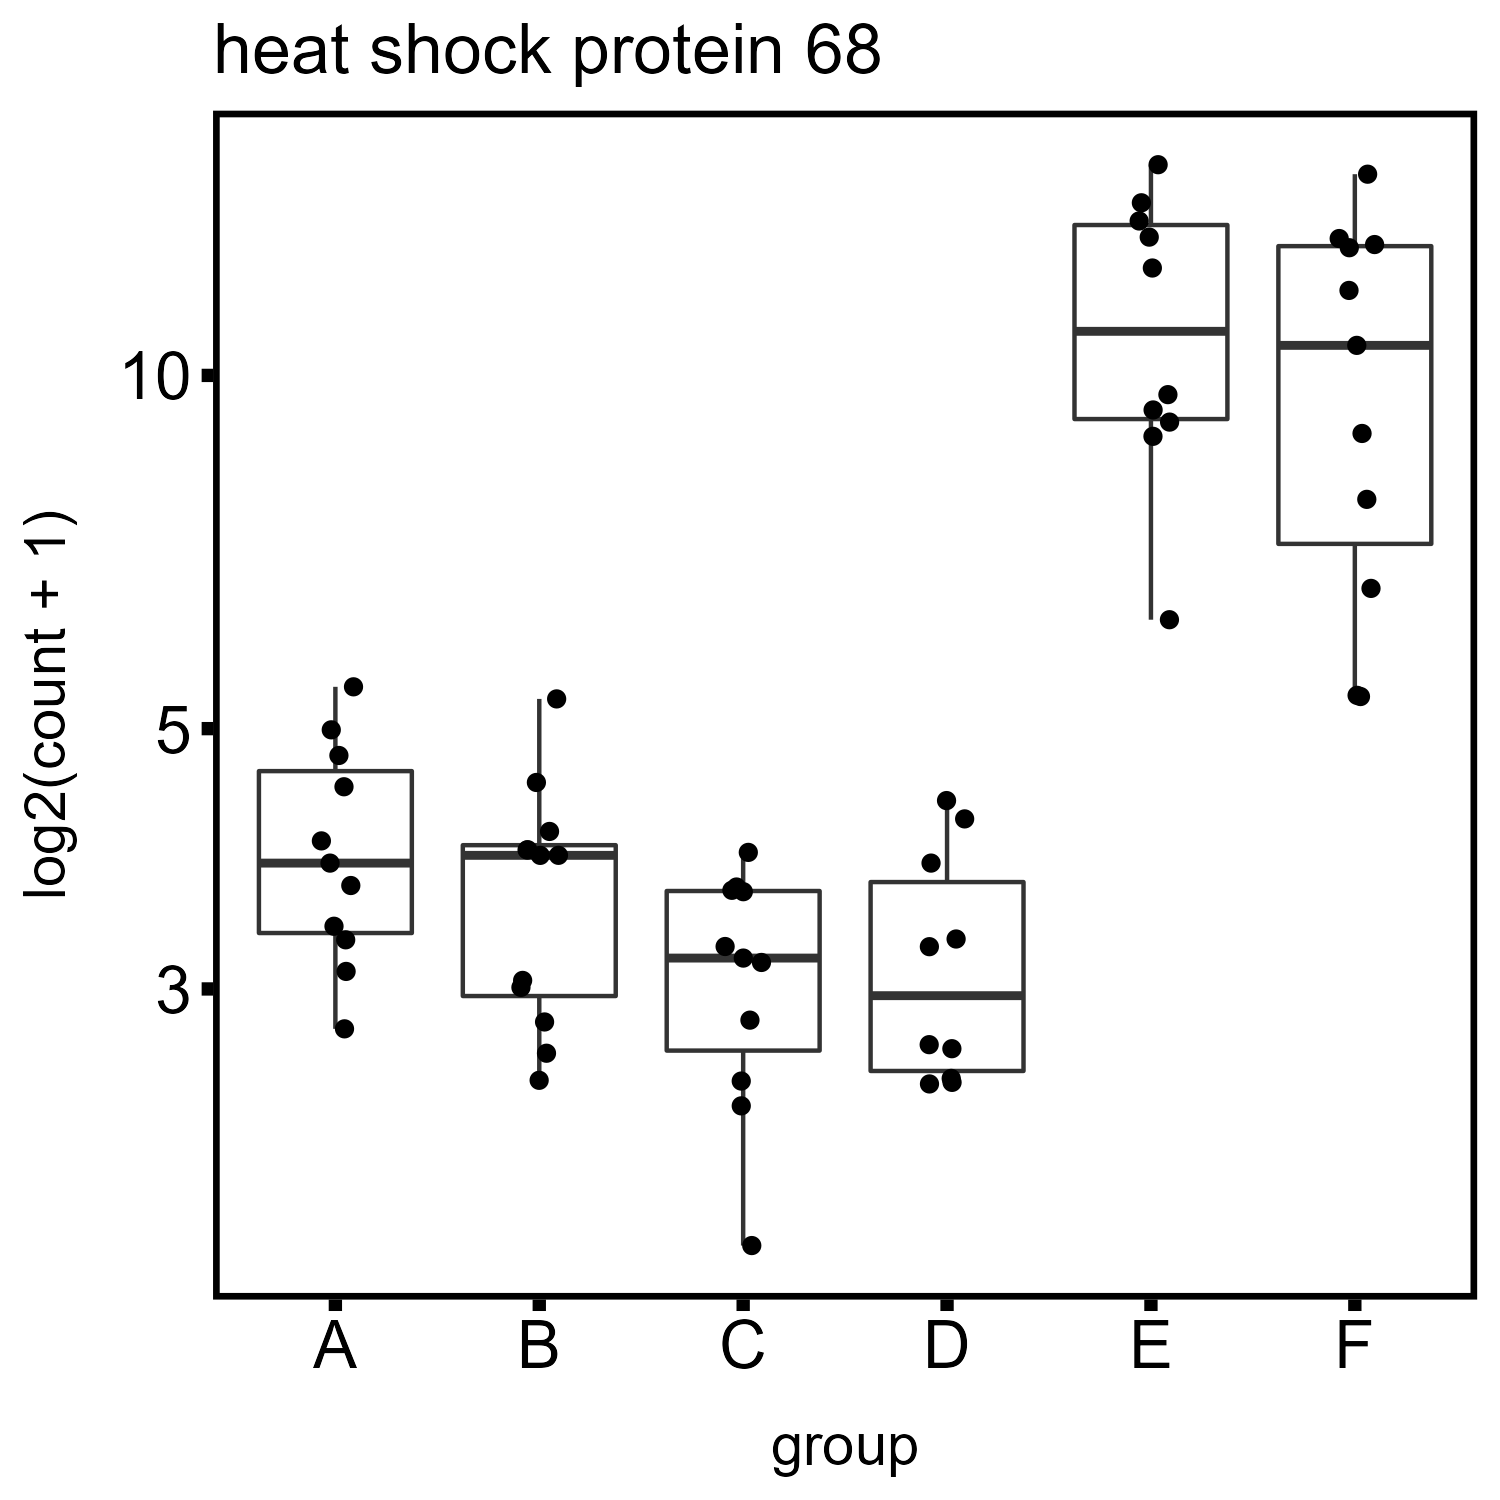 heat shock protein 68
log2(count + 1)
10
5
3
A B C D E F
group